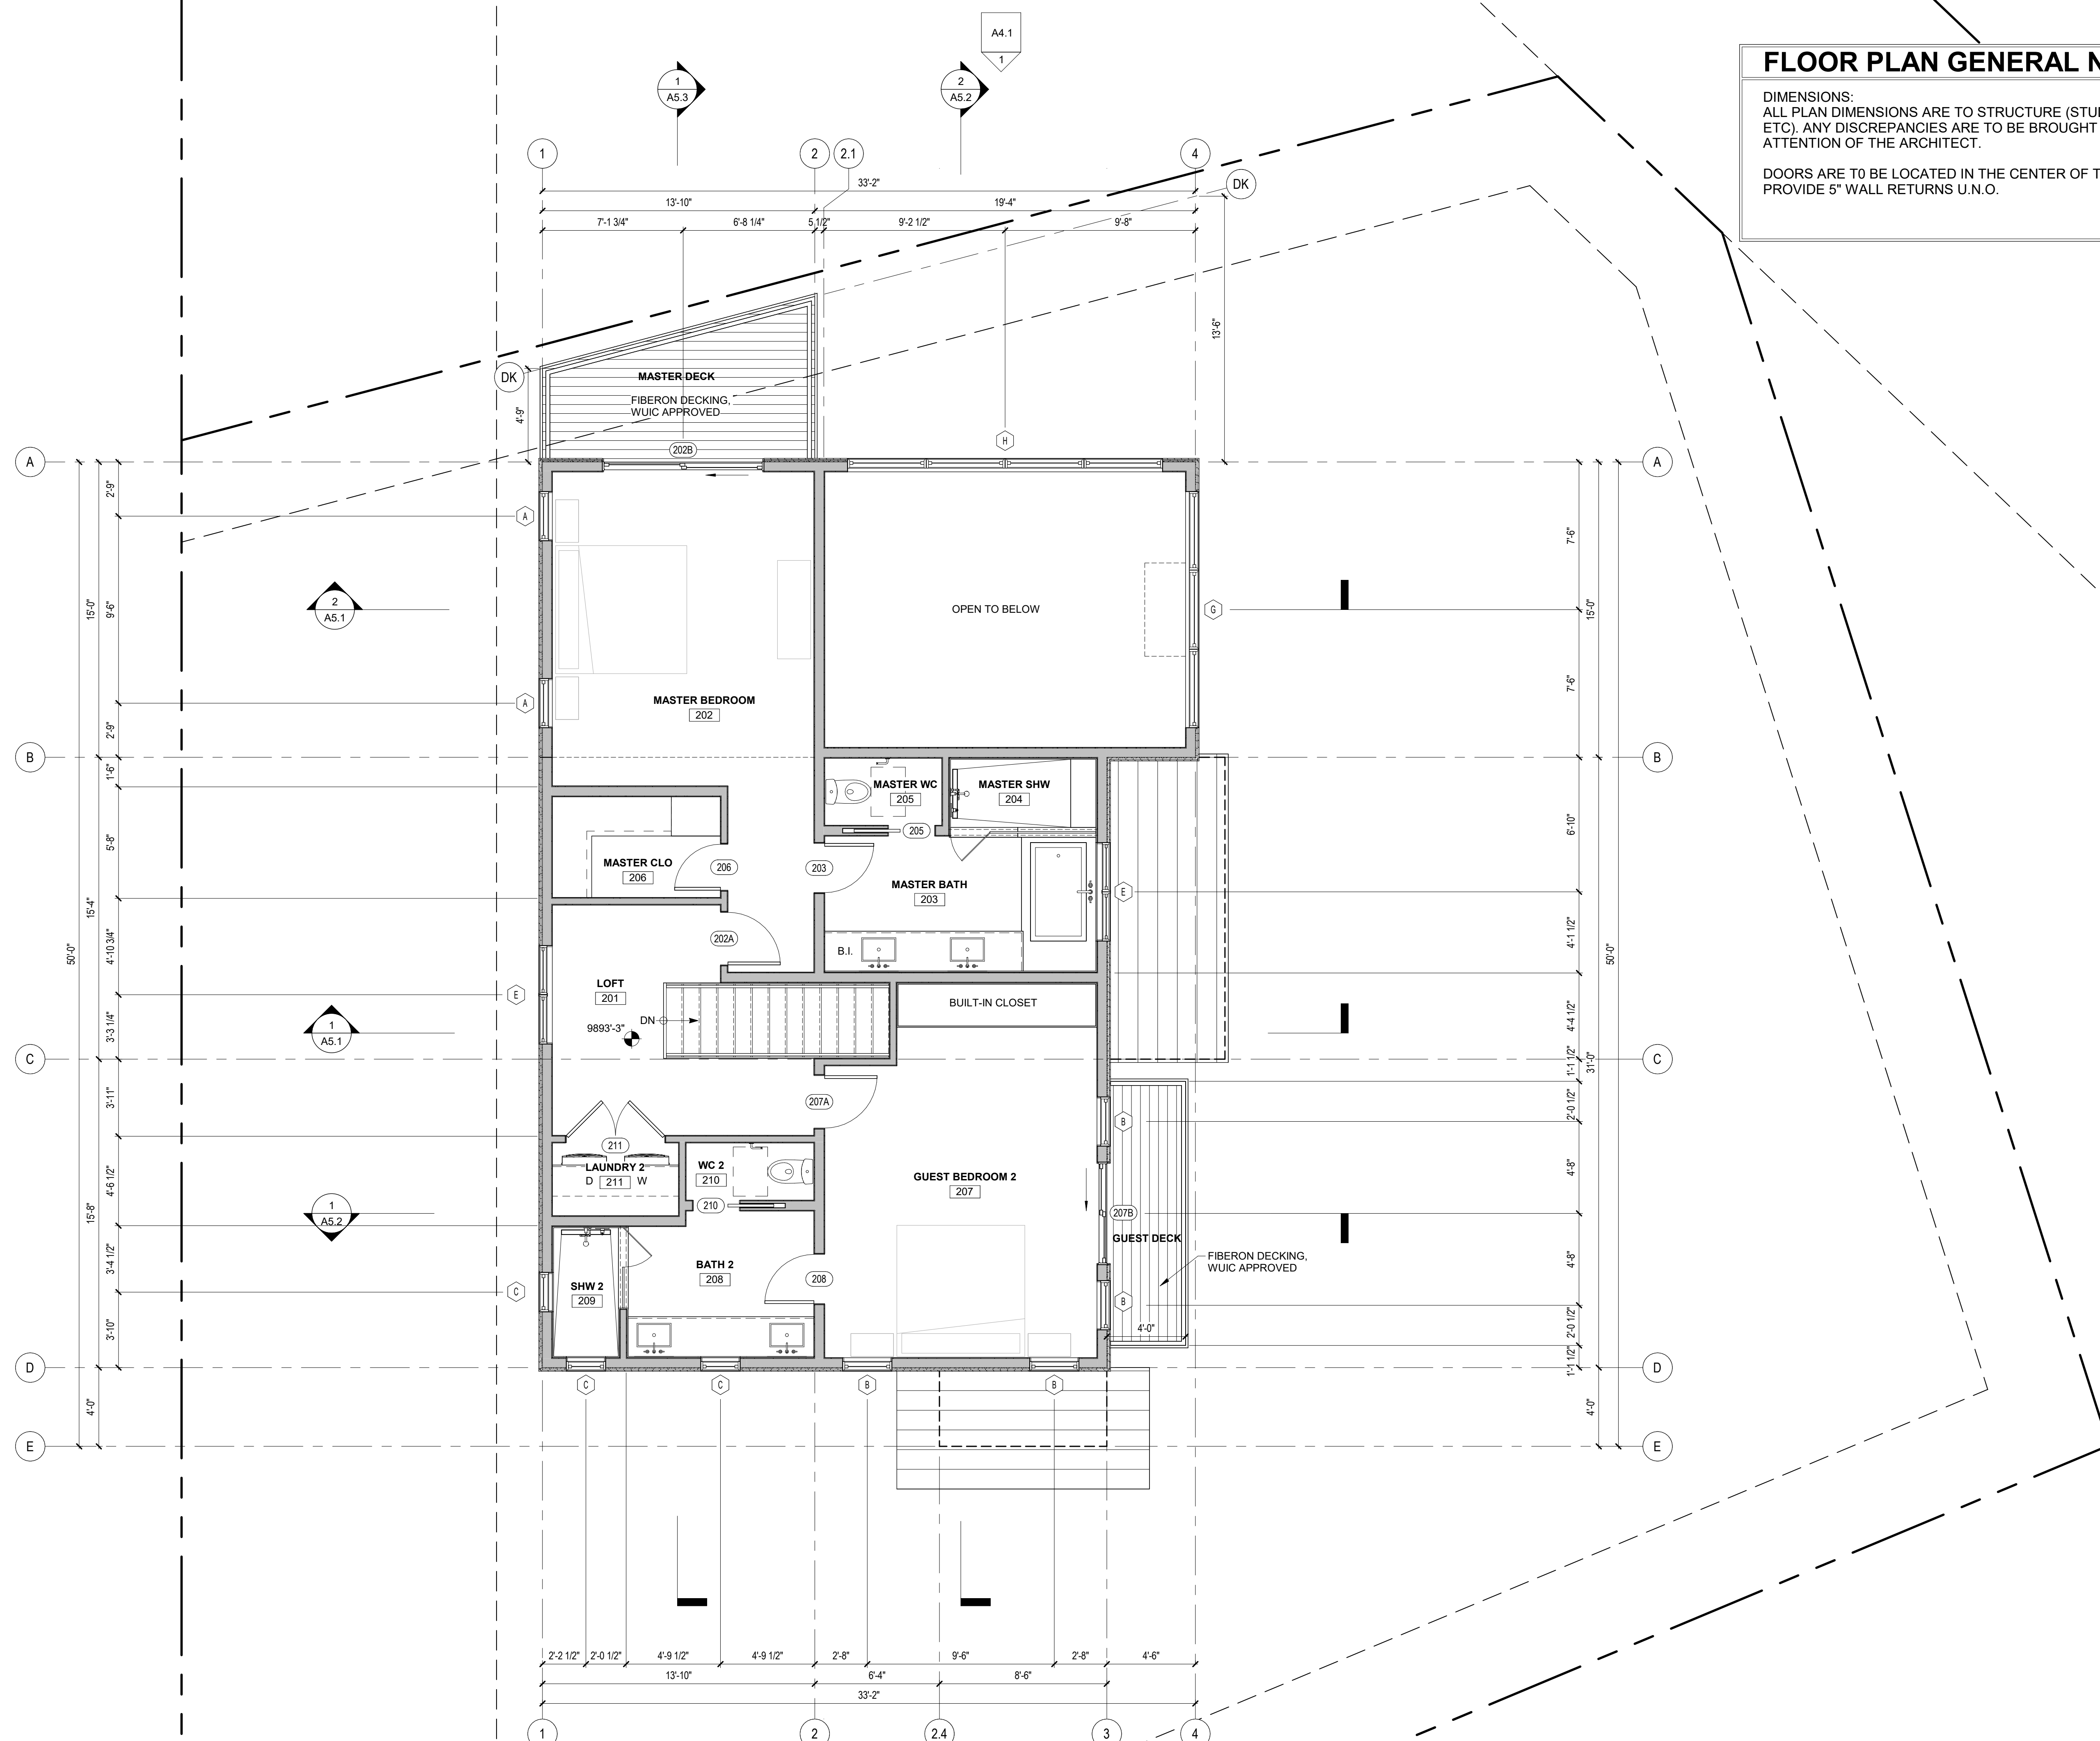 A4.1
1
1
A5.3
2
A5.2
FLOOR PLAN GENERAL N
DIMENSIONS:
ALL PLAN DIMENSIONS ARE TO STRUCTURE (STU
ETC). ANY DISCREPANCIES ARE TO BE BROUGHT
ATTENTION OF THE ARCHITECT.
DOORS ARE T0 BE LOCATED IN THE CENTER OF T
PROVIDE 5" WALL RETURNS U.N.O.
1
2
2.1
4
DK
33'-2"
13'-10"
19'-4"
7'-1 3/4"
6'-8 1/4"
5 1/2"
9'-2 1/2"
9'-8"
13'-6"
DK
4'-9"
MASTER DECK
FIBERON DECKING,
WUIC APPROVED
202B
H
A
A
2'-9"
A
9'-6"
15'-0"
2
A5.1
A
2'-9"
MASTER BEDROOM
202
OPEN TO BELOW
G
7'-6"
15'-0"
7'-6"
B
B
1'-6"
5'-8"
15'-4"
4'-10 3/4"
50'-0"
3'-3 1/4"
MASTER WC
205
MASTER SHW
204
205
MASTER CLO
206
206
203
MASTER BATH
203
E
6'-10"
202A
B.I.
4'-1 1/2"
50'-0"
LOFT
201
E
BUILT-IN CLOSET
DN
9893'-3"
1
A5.1
4'-4 1/2"
C
C
1'-1 1/2"
31'-0"
2'-0 1/2"
3'-11"
207A
B
211
LAUNDRY 2
D 211 W
WC 2
210
210
GUEST BEDROOM 2
207
4'-8"
4'-6 1/2"
15'-8"
1
A5.2
207B
GUEST DECK
FIBERON DECKING,
WUIC APPROVED
3'-4 1/2"
BATH 2
208
208
SHW 2
209
C
B
4'-8"
4'-0"
3'-10"
2'-0 1/2"
1'-1 1/2"
D
D
C
C
B
B
4'-0"
4'-0"
E
E
2'-2 1/2"
2'-0 1/2"
4'-9 1/2"
4'-9 1/2"
2'-8"
9'-6"
2'-8"
4'-6"
13'-10"
6'-4"
8'-6"
33'-2"
1
2
2.4
3
4